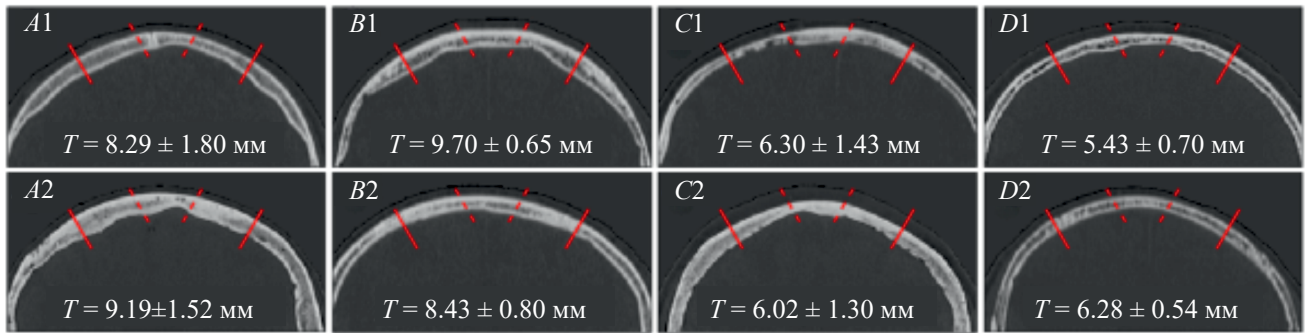 A1
T = 8.29 ± 1.80 мм
B1
T = 9.70 ± 0.65 мм
C1
T = 6.30 ± 1.43 мм
D1
T = 5.43 ± 0.70 мм
A2
T = 9.19±1.52 мм
B2
T = 8.43 ± 0.80 мм
C2
T = 6.02 ± 1.30 мм
D2
T = 6.28 ± 0.54 мм